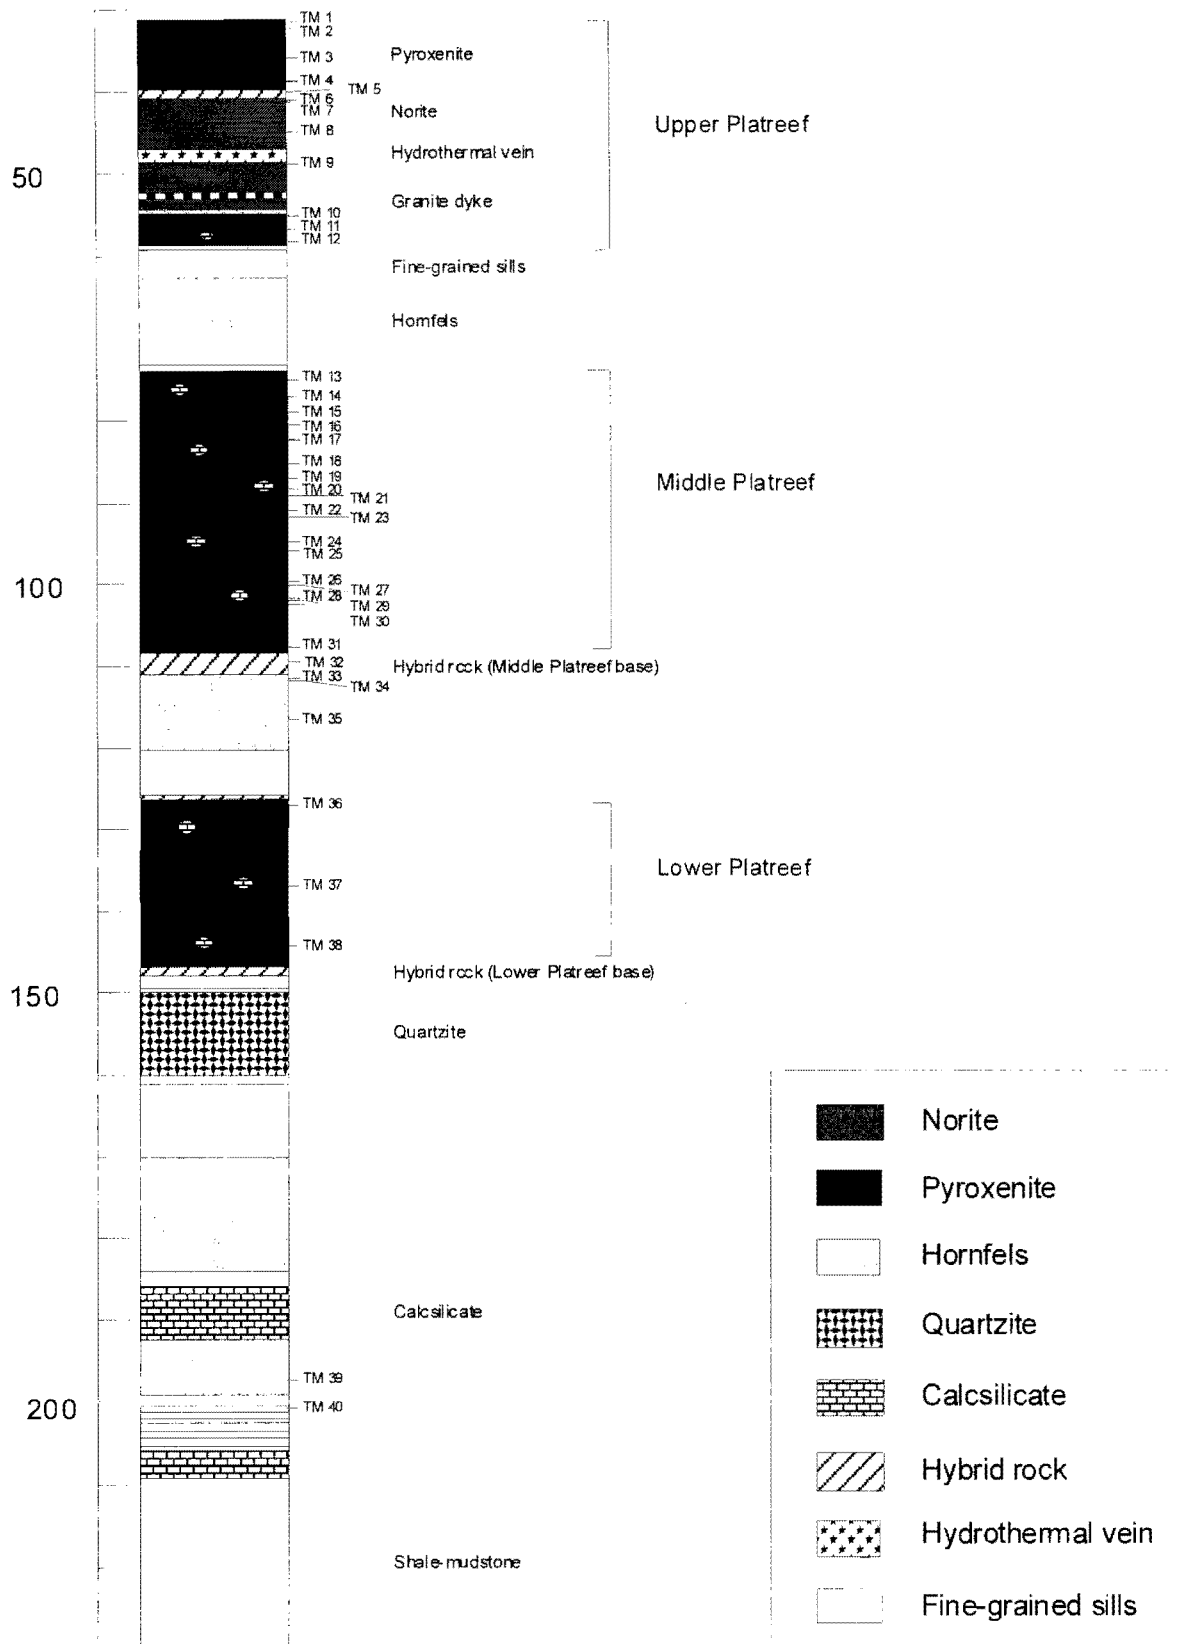 TM 1
TM 2
TM 3
Pyroxenite
TM 4
TM 5
TM 6
TM 7
Norite
TM 8
Upper Platreef
Hydrothermal vein
TM 9
50
Granite dyke
TM 10
TM 11
TM 12
Fine-grained sills
Hornfels
TM 13
TM 14
TM 15
TM 16
TM 17
TM 18
TM 19
Middle Platreef
TM 20
TM 21
TM 22
TM 23
TM 24
TM 25
TM 26
100
TM 27
TM 28
TM 29
TM 30
TM 31
TM 32
Hybrid rock (Middle Platreef base)
TM 33
TM 34
TM 35
TM 36
Lower Platreef
TM 37
TM 38
Hybrid rock (Lower Platreef base)
150
Quartzite
Calcsilicate
TM 39
200
TM 40
Shale-mudstone
Norite
Pyroxenite
Hornfels
Quartzite
Calcsilicate
Hybrid rock
Hydrothermal vein
Fine-grained sills